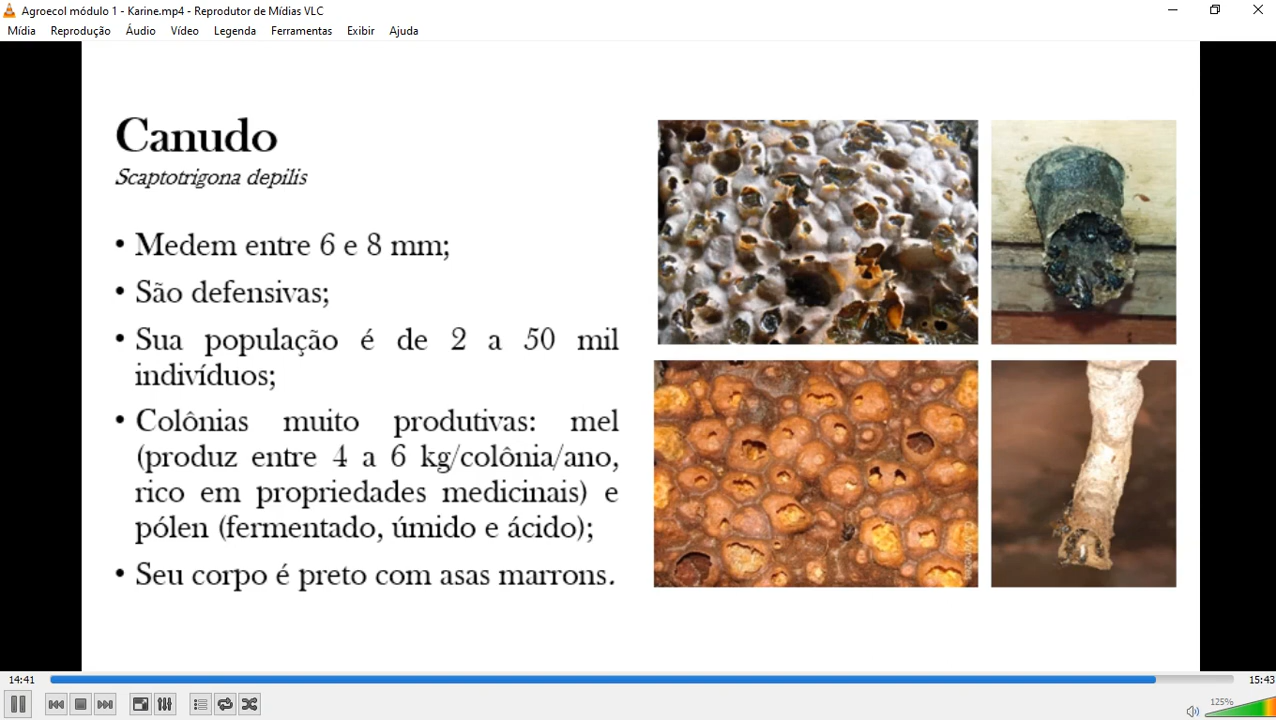 Agroecol módulo 1 - Karine.mp4 - Reprodutor de Mídias VLC
Mídia Reprodução Áudio Vídeo Legenda Ferramentas Exibir Ajuda
Canudo
Scaptotrigona depilis
• Medem entre 6 e 8 mm;
• São defensivas;
• Sua população é de 2 a 50 mil
indivíduos;
• Colônias muito produtivas: mel
(produz entre 4 a 6 kg/colônia/ano,
rico em propriedades medicinais) e
pólen (fermentado, úmido e ácido);
• Seu corpo é preto com asas marrons.
14:41
15:43
125%